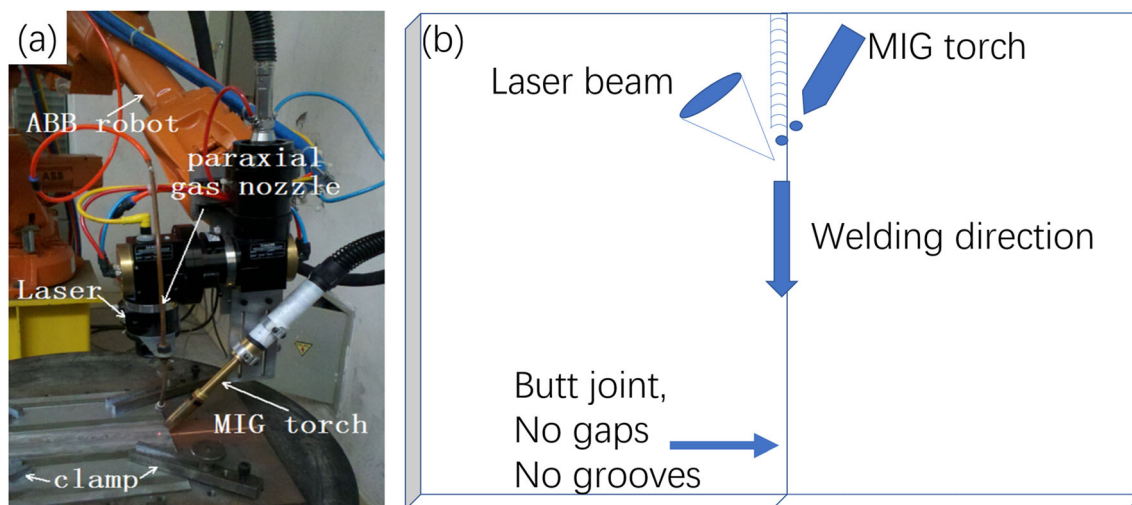 (a)
ABB robot
paraxial
gas nozzle
ABB
Laser
MIG torch
clamp
(b)
Laser beam
MIG torch
Welding direction
Butt joint,
No gaps
No grooves